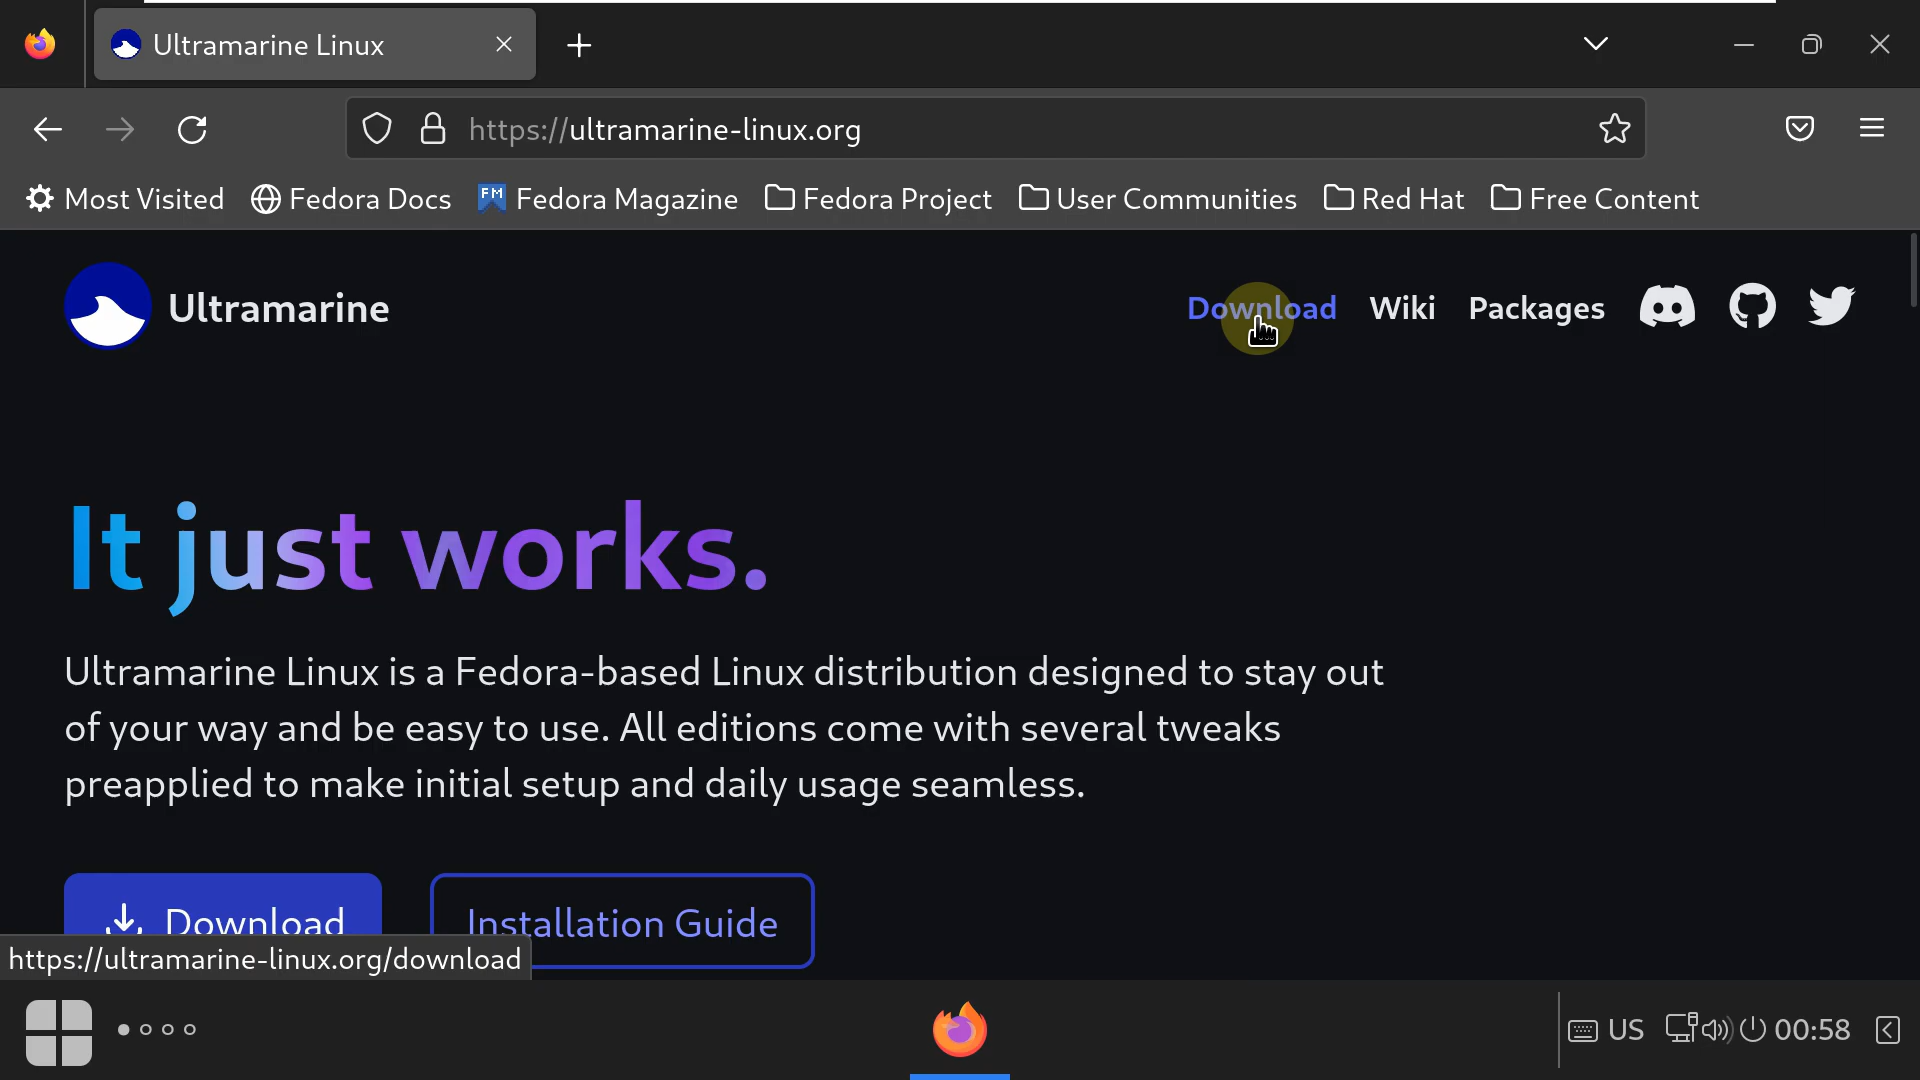 Ultramarine Linux
https://ultramarine-linux.org
Most Visited Fedora Docs FM Fedora Magazine Fedora Project User Communities Red Hat Free Content
Ultramarine Download Wiki Packages
It just works.
Ultramarine Linux is a Fedora-based Linux distribution designed to stay out
of your way and be easy to use. All editions come with several tweaks
preapplied to make initial setup and daily usage seamless.
Download Installation Guide
https://ultramarine-linux.org/download
US 00:58